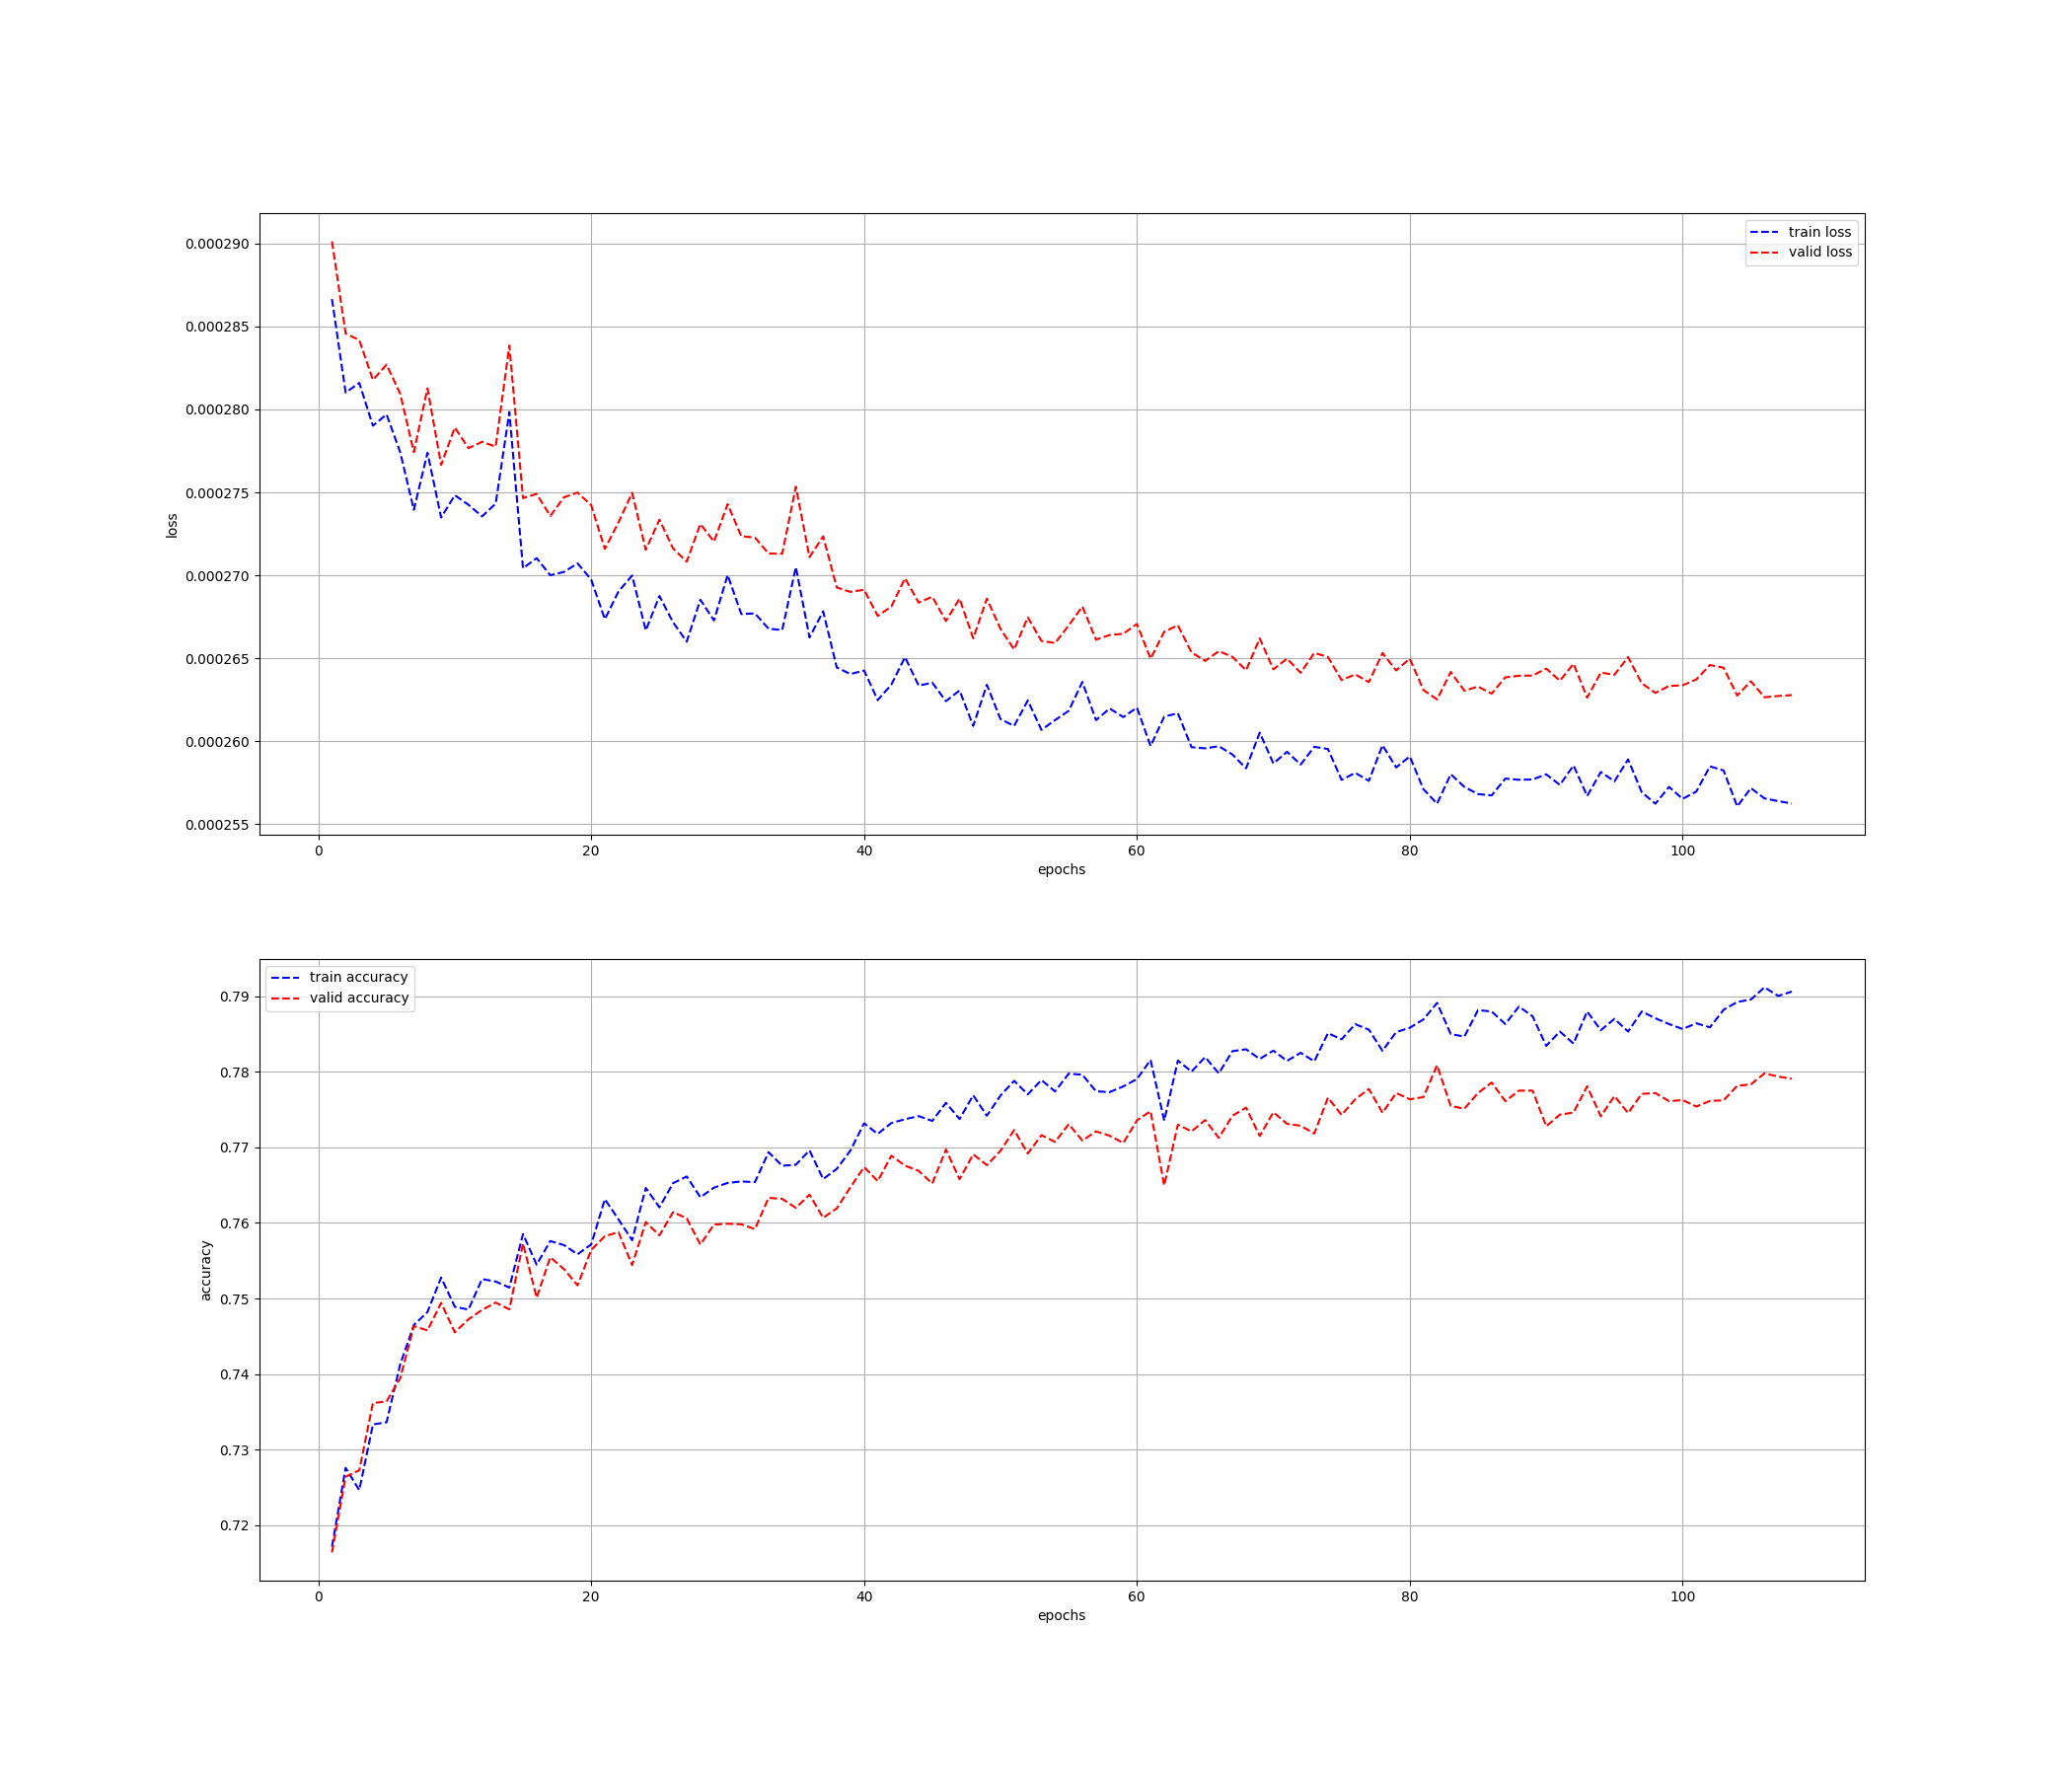 train loss
valid loss
0.000290
0.000285
0.000280
0.000275
0.000270
0.000265
0.000260
0.000255
loss
0 20 40 60 80 100
epochs
train accuracy
valid accuracy
0.79
0.78
0.77
0.76
0.75
0.74
0.73
0.72
accuracy
0 20 40 60 80 100
epochs